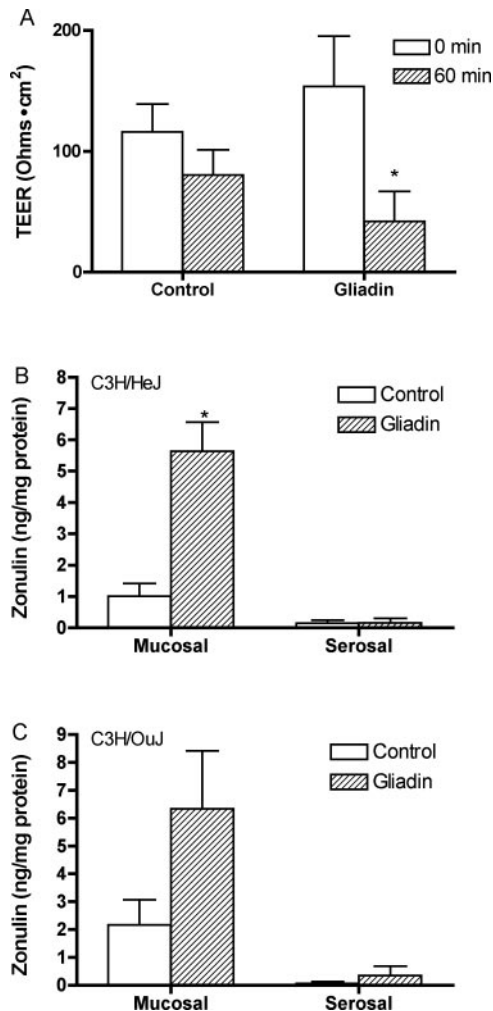 A
TEER (Ohms•cm²)
200
100
0
0 min
60 min
*
Control Gliadin
B
C3H/HeJ
Zonulin (ng/mg protein)
8
7
6
5
4
3
2
1
0
Control
Gliadin
*
Mucosal Serosal
C
C3H/OuJ
Zonulin (ng/mg protein)
9
8
7
6
5
4
3
2
1
0
Control
Gliadin
Mucosal Serosal